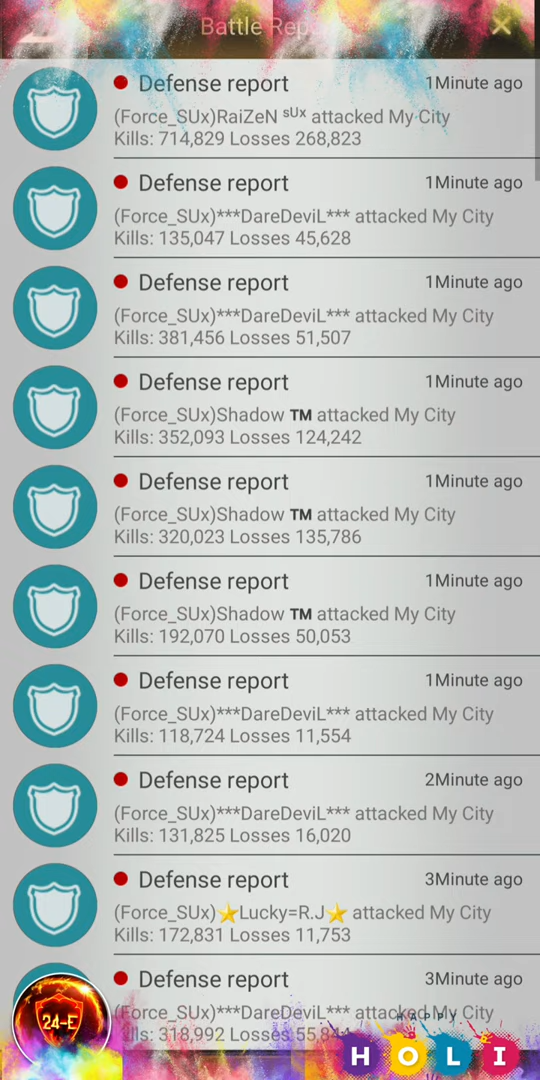 Battle Rep
Defense report 1Minute ago
(Force_SUx)RaiZeN ˢᵁˣ attacked My City
Kills: 714,829 Losses 268,823
Defense report 1Minute ago
(Force_SUx)***DareDeviL*** attacked My City
Kills: 135,047 Losses 45,628
Defense report 1Minute ago
(Force_SUx)***DareDeviL*** attacked My City
Kills: 381,456 Losses 51,507
Defense report 1Minute ago
(Force_SUx)Shadow ™ attacked My City
Kills: 352,093 Losses 124,242
Defense report 1Minute ago
(Force_SUx)Shadow ™ attacked My City
Kills: 320,023 Losses 135,786
Defense report 1Minute ago
(Force_SUx)Shadow ™ attacked My City
Kills: 192,070 Losses 50,053
Defense report 1Minute ago
(Force_SUx)***DareDeviL*** attacked My City
Kills: 118,724 Losses 11,554
Defense report 2Minute ago
(Force_SUx)***DareDeviL*** attacked My City
Kills: 131,825 Losses 16,020
Defense report 3Minute ago
(Force_SUx)⭐Lucky=R.J⭐ attacked My City
Kills: 172,831 Losses 11,753
Defense report 3Minute ago
(Force_SUx)***DareDeviL*** attacked My City
Kills: 318,992 Losses 55,844
24-E
HAPPY
HOLI